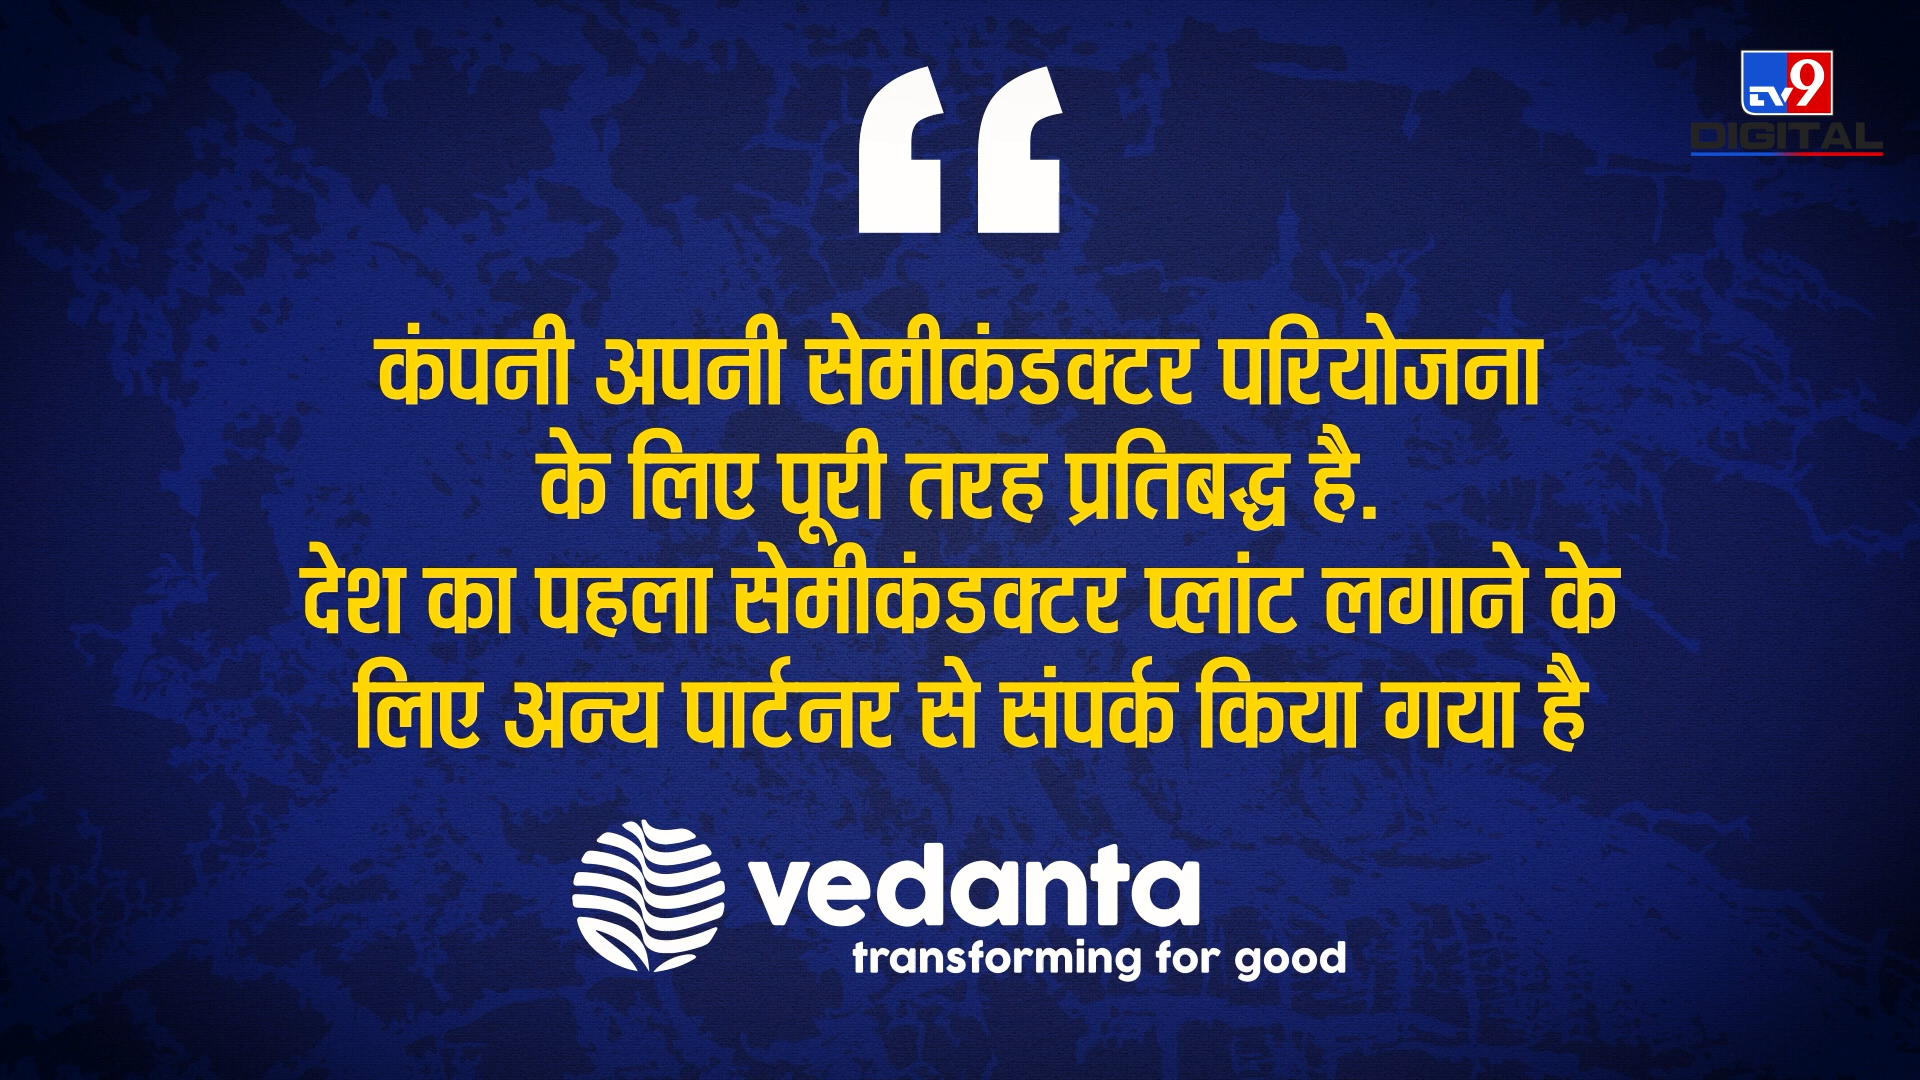 TV9
DIGITAL
कंपनी अपनी सेमीकंडक्टर परियोजना
के लिए पूरी तरह प्रतिबद्ध है.
देश का पहला सेमीकंडक्टर प्लांट लगाने के
लिए अन्य पार्टनर से संपर्क किया गया है
vedanta
transforming for good